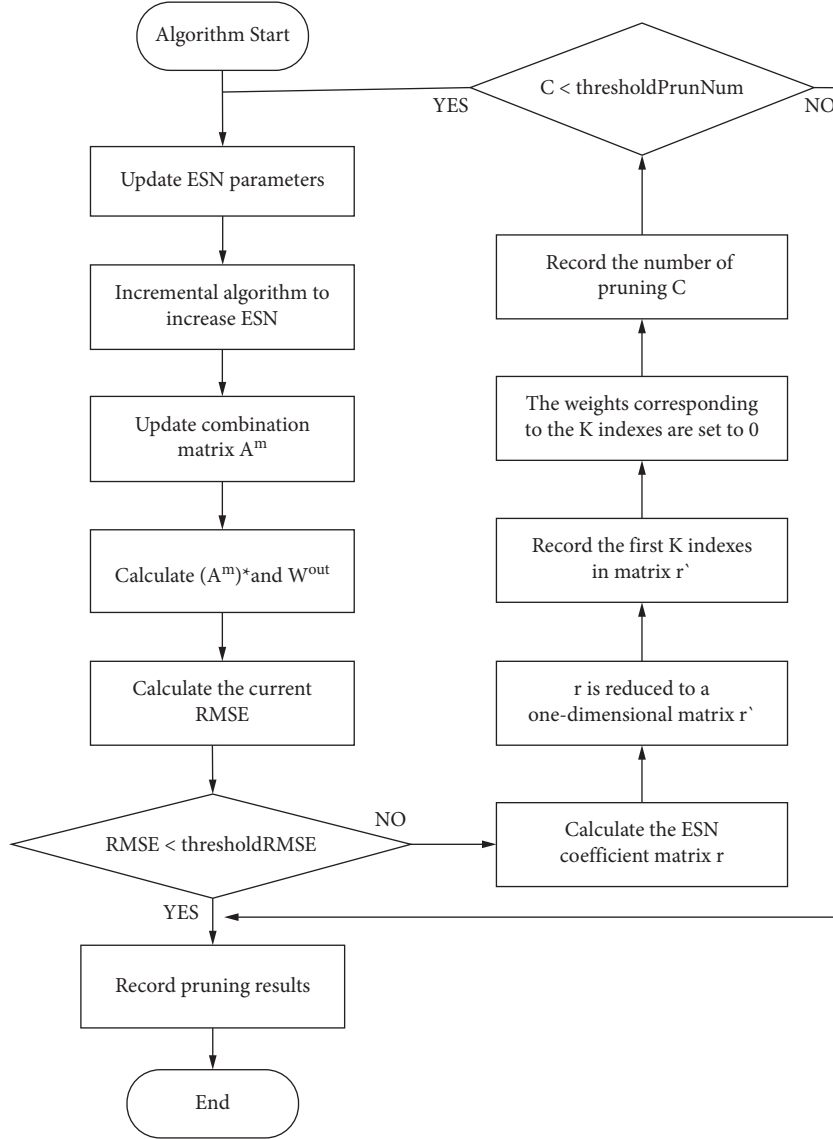 Algorithm Start
Update ESN parameters
Incremental algorithm to
increase ESN
Update combination
matrix Aᵐ
Calculate (Aᵐ)* and Wᵒᵘᵗ
Calculate the current
RMSE
RMSE < thresholdRMSE
NO
YES
Record pruning results
End
Calculate the ESN
coefficient matrix r
r is reduced to a
one-dimensional matrix r`
Record the first K indexes
in matrix r`
The weights corresponding
to the K indexes are set to 0
Record the number of
pruning C
C < thresholdPrunNum
YES
NO